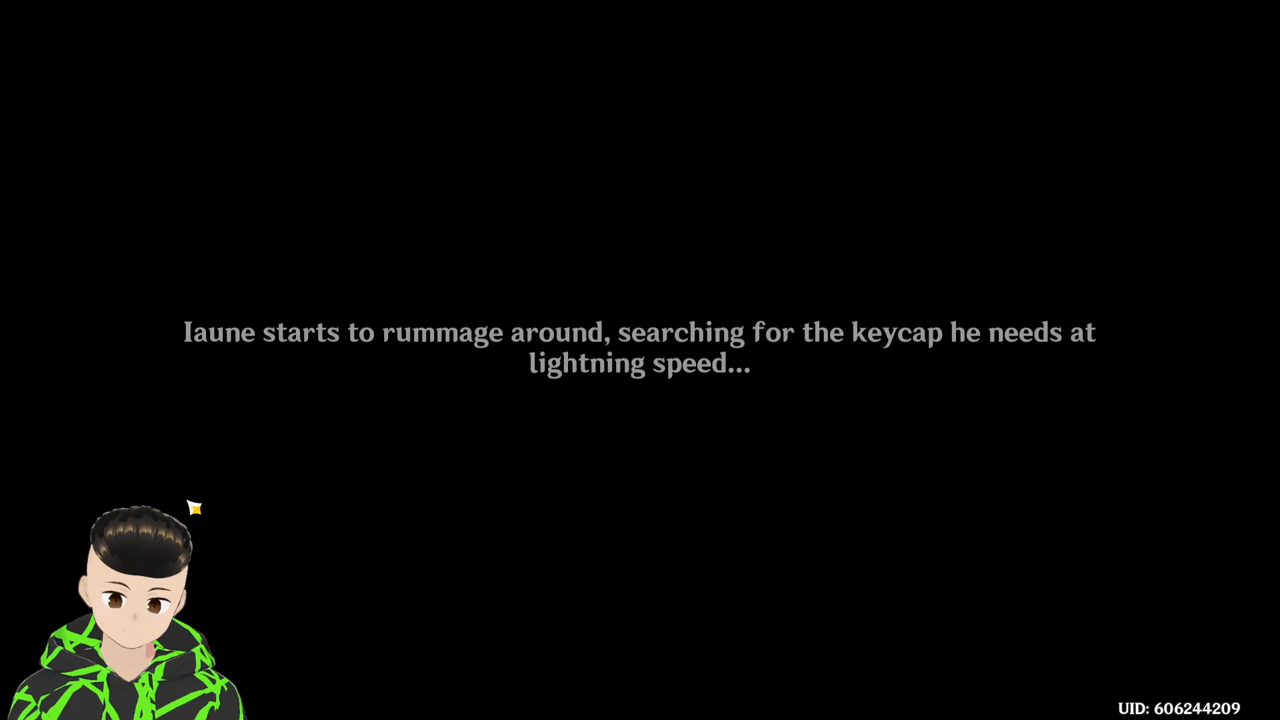 Iaune starts to rummage around, searching for the keycap he needs at
lightning speed...
UID: 606244209